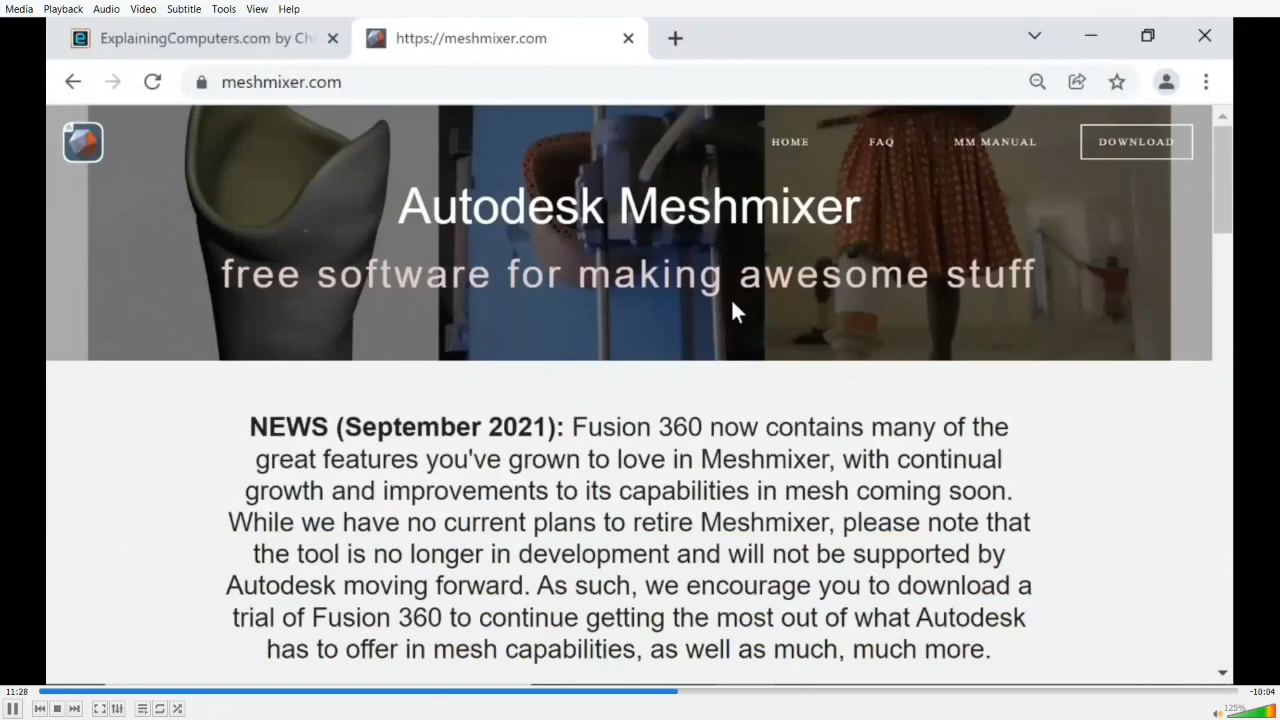 Media Playback Audio Video Subtitle Tools View Help
ExplainingComputers.com by Ch
https://meshmixer.com
meshmixer.com
HOME FAQ MM MANUAL DOWNLOAD
Autodesk Meshmixer
free software for making awesome stuff
NEWS (September 2021): Fusion 360 now contains many of the
great features you've grown to love in Meshmixer, with continual
growth and improvements to its capabilities in mesh coming soon.
While we have no current plans to retire Meshmixer, please note that
the tool is no longer in development and will not be supported by
Autodesk moving forward. As such, we encourage you to download a
trial of Fusion 360 to continue getting the most out of what Autodesk
has to offer in mesh capabilities, as well as much, much more.
11:28 -10:04
125%